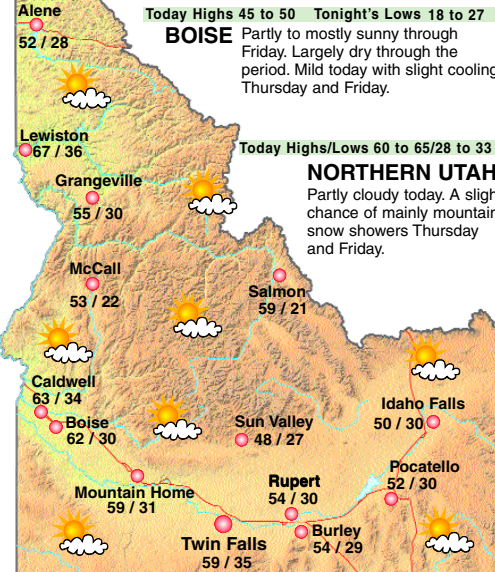 Alene
52 / 28
Today Highs 45 to 50 Tonight's Lows 18 to 27
BOISE Partly to mostly sunny through
Friday. Largely dry through the
period. Mild today with slight cooling
Thursday and Friday.
Lewiston
67 / 36
Today Highs/Lows 60 to 65/28 to 33
NORTHERN UTAH
Partly cloudy today. A sligh
chance of mainly mountain
snow showers Thursday
and Friday.
Grangeville
55 / 30
McCall
53 / 22
Salmon
59 / 21
Caldwell
63 / 34
Boise
62 / 30
Sun Valley
48 / 27
Idaho Falls
50 / 30
Mountain Home
59 / 31
Rupert
54 / 30
Pocatello
52 / 30
Twin Falls
59 / 35
Burley
54 / 29